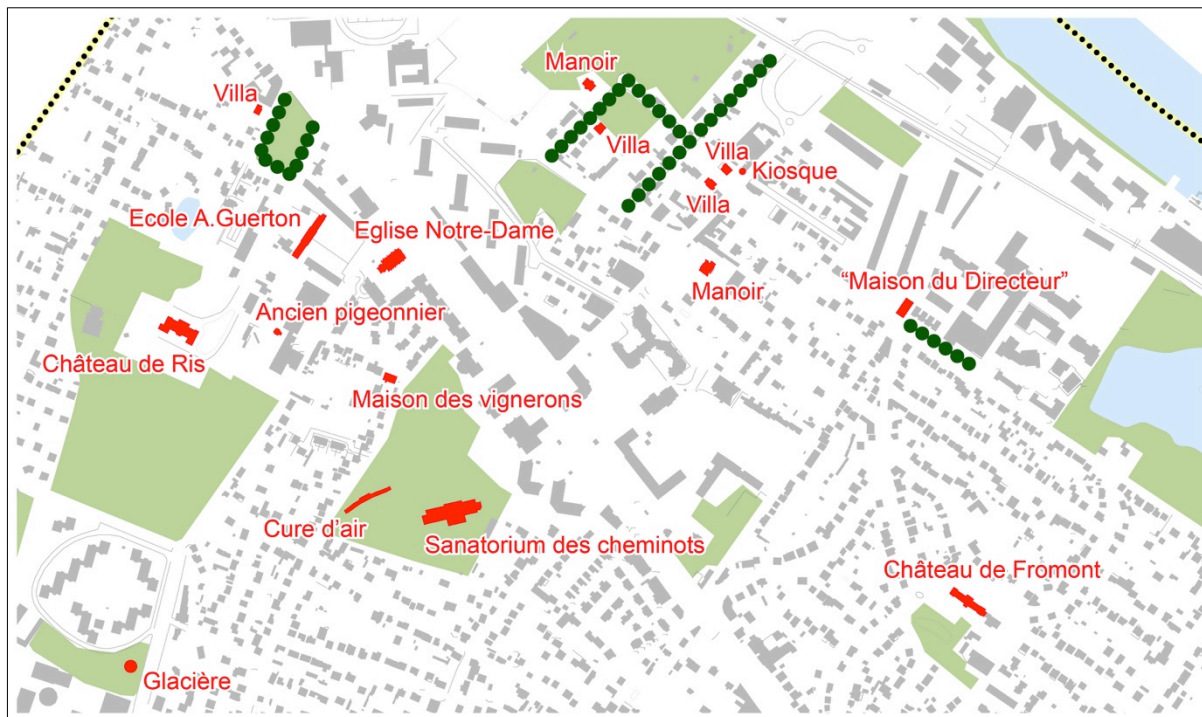 Manoir
Villa
Villa
Villa
Kiosque
Villa
Ecole A.Guerton
Eglise Notre-Dame
Manoir
“Maison du Directeur”
Ancien pigeonnier
Château de Ris
Maison des vignerons
Cure d’air
Sanatorium des cheminots
Château de Fromont
Glacière